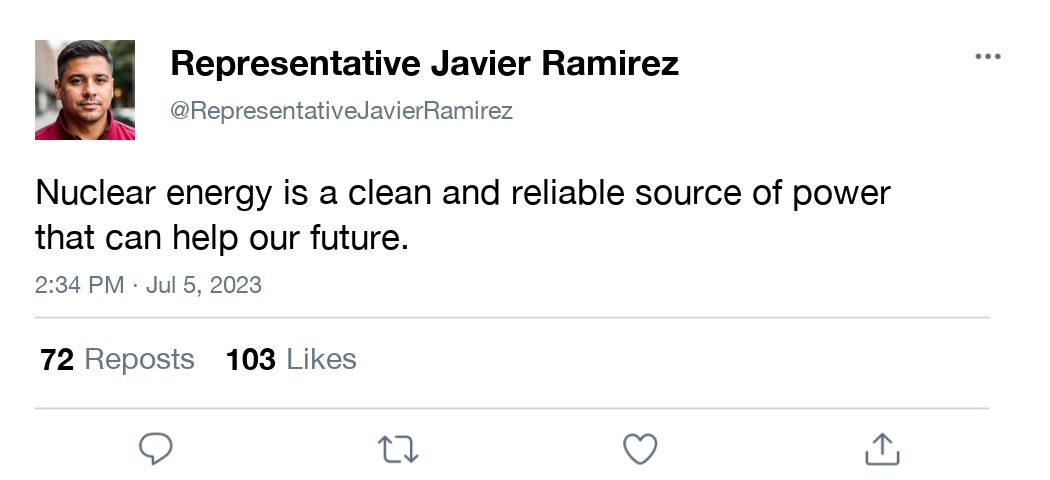 Representative Javier Ramirez
@RepresentativeJavierRamirez
Nuclear energy is a clean and reliable source of power
that can help our future.
2:34 PM · Jul 5, 2023
72 Reposts 103 Likes